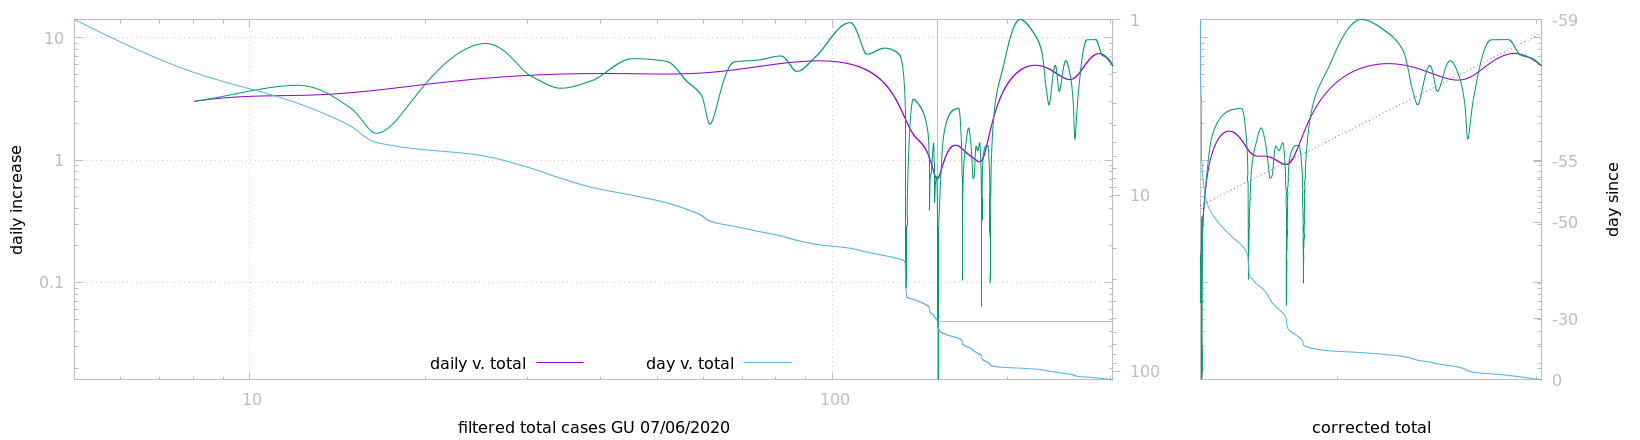 10
1
0.1
daily increase
10
100
filtered total cases GU 07/06/2020
daily v. total
day v. total
1
10
100
-59
-55
-50
-30
0
day since
corrected total